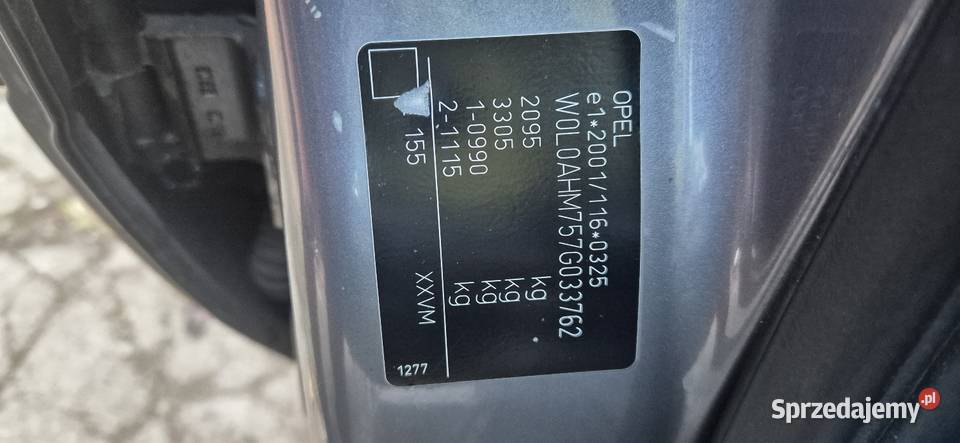 OPEL
e1*2001/116*0325
W0L0AHM757G033762
2095 kg
3305 kg
1-0990 kg
2-1115 kg
155 XXVM
1277
Sprzedajemy.pl